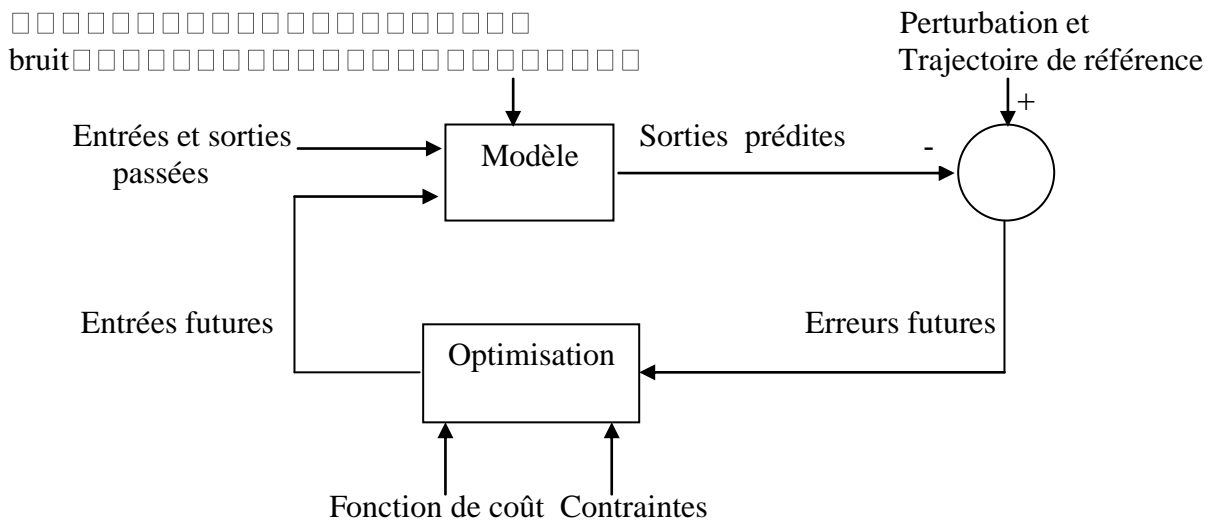 bruit
Perturbation et
Trajectoire de référence
+
Entrées et sorties
passées
Modèle
Sorties prédites
-
Entrées futures
Erreurs futures
Optimisation
Fonction de coût Contraintes